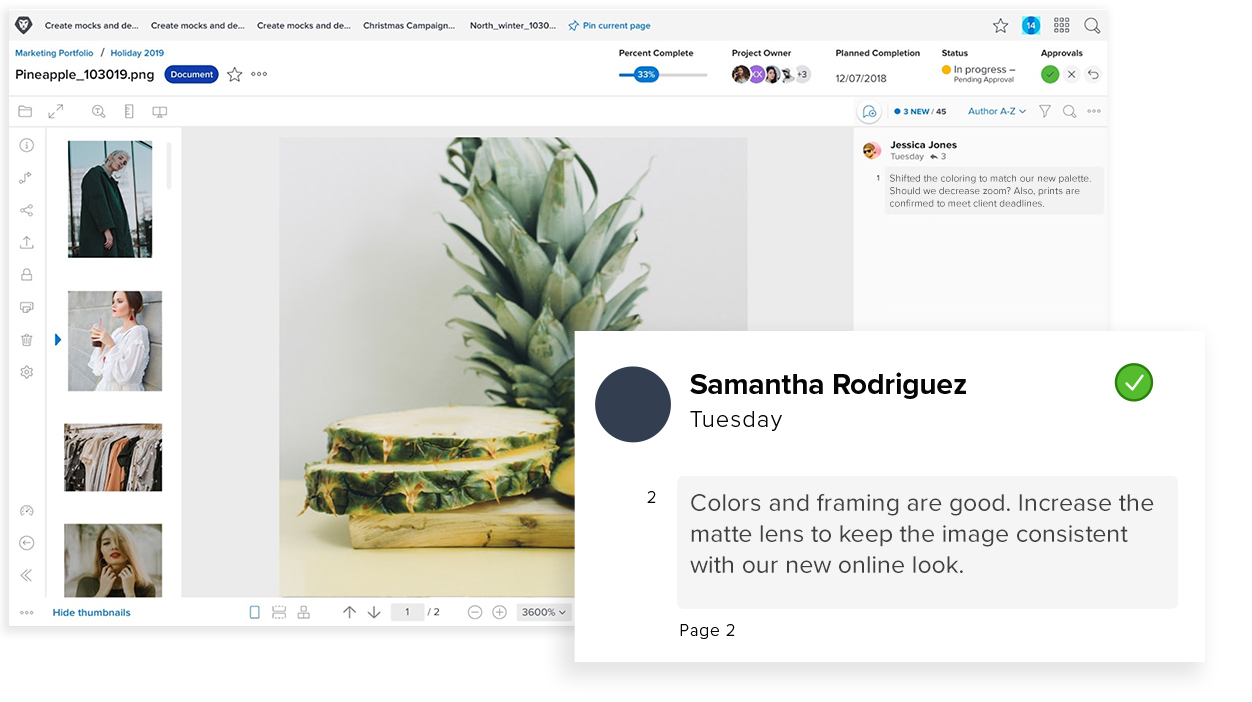 Create mocks and de... Create mocks and de... Create mocks and de... Christmas Campaign... North_winter_1030... Pin current page 14
Marketing Portfolio / Holiday 2019
Pineapple_103019.png Document
Percent Complete Project Owner Planned Completion Status Approvals
33% XX +3 12/07/2018 In progress –
Pending Approval
3 NEW / 45 Author A-Z
Jessica Jones
Tuesday 3
1 Shifted the coloring to match our new palette.
Should we decrease zoom? Also, prints are
confirmed to meet client deadlines.
Samantha Rodriguez
Tuesday
2 Colors and framing are good. Increase the
matte lens to keep the image consistent
with our new online look.
Page 2
Hide thumbnails 1 / 2 3600%